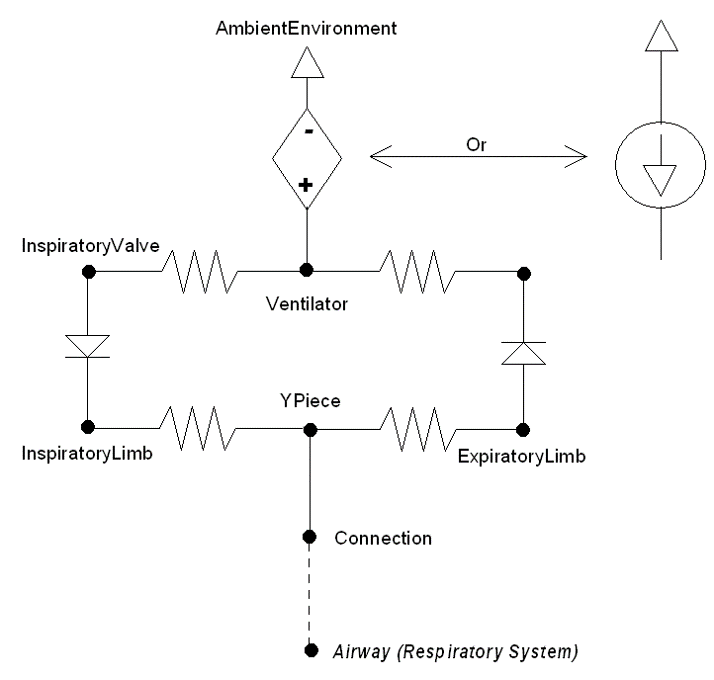 AmbientEnvironment
-
Or
+
InspiratoryValve
Ventilator
YPiece
InspiratoryLimb
ExpiratoryLimb
Connection
Airway (Respiratory System)